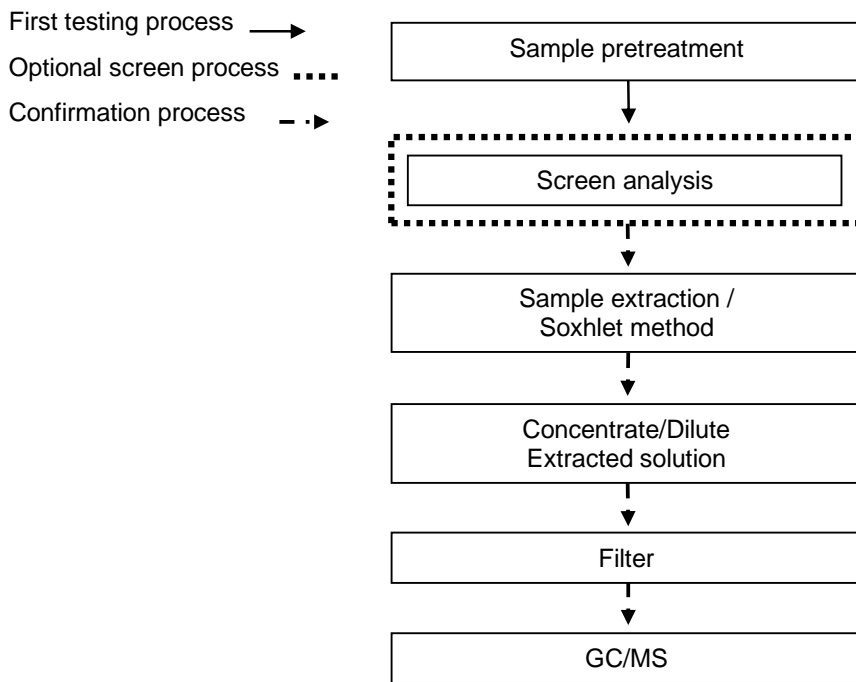 First testing process
Optional screen process
Confirmation process
Sample pretreatment
Screen analysis
Sample extraction /
Soxhlet method
Concentrate/Dilute
Extracted solution
Filter
GC/MS